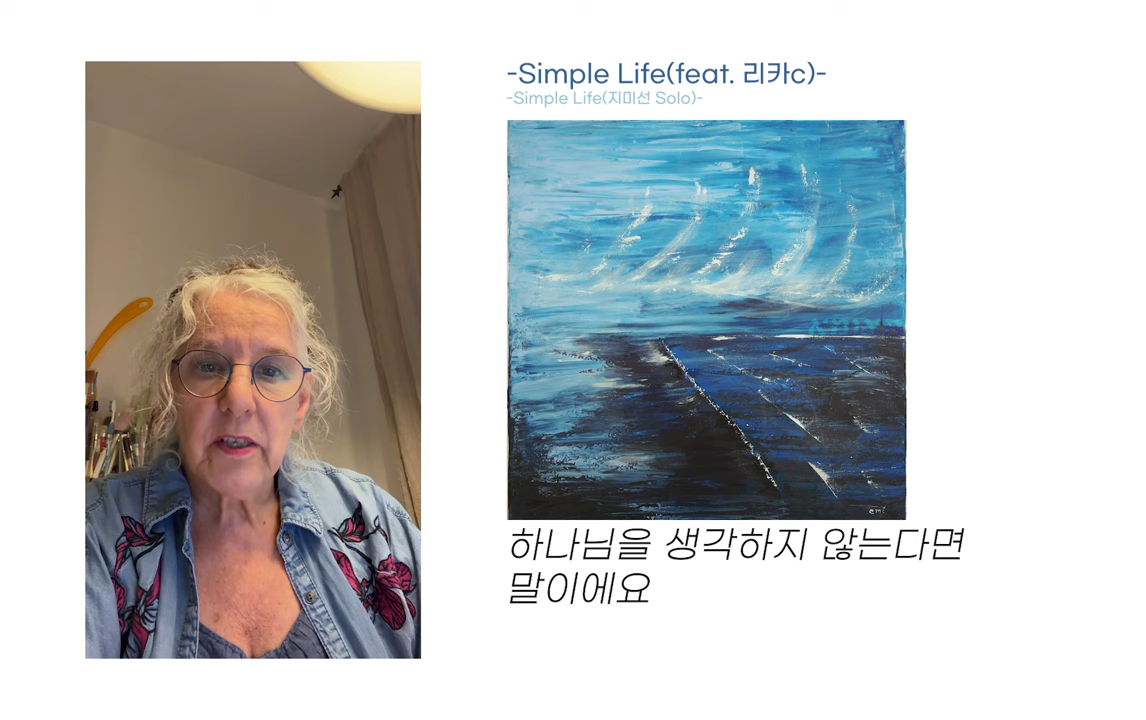 -Simple Life(feat. 리카c)-
-Simple Life(지미선 Solo)-
emi
하나님을 생각하지 않는다면
말이에요